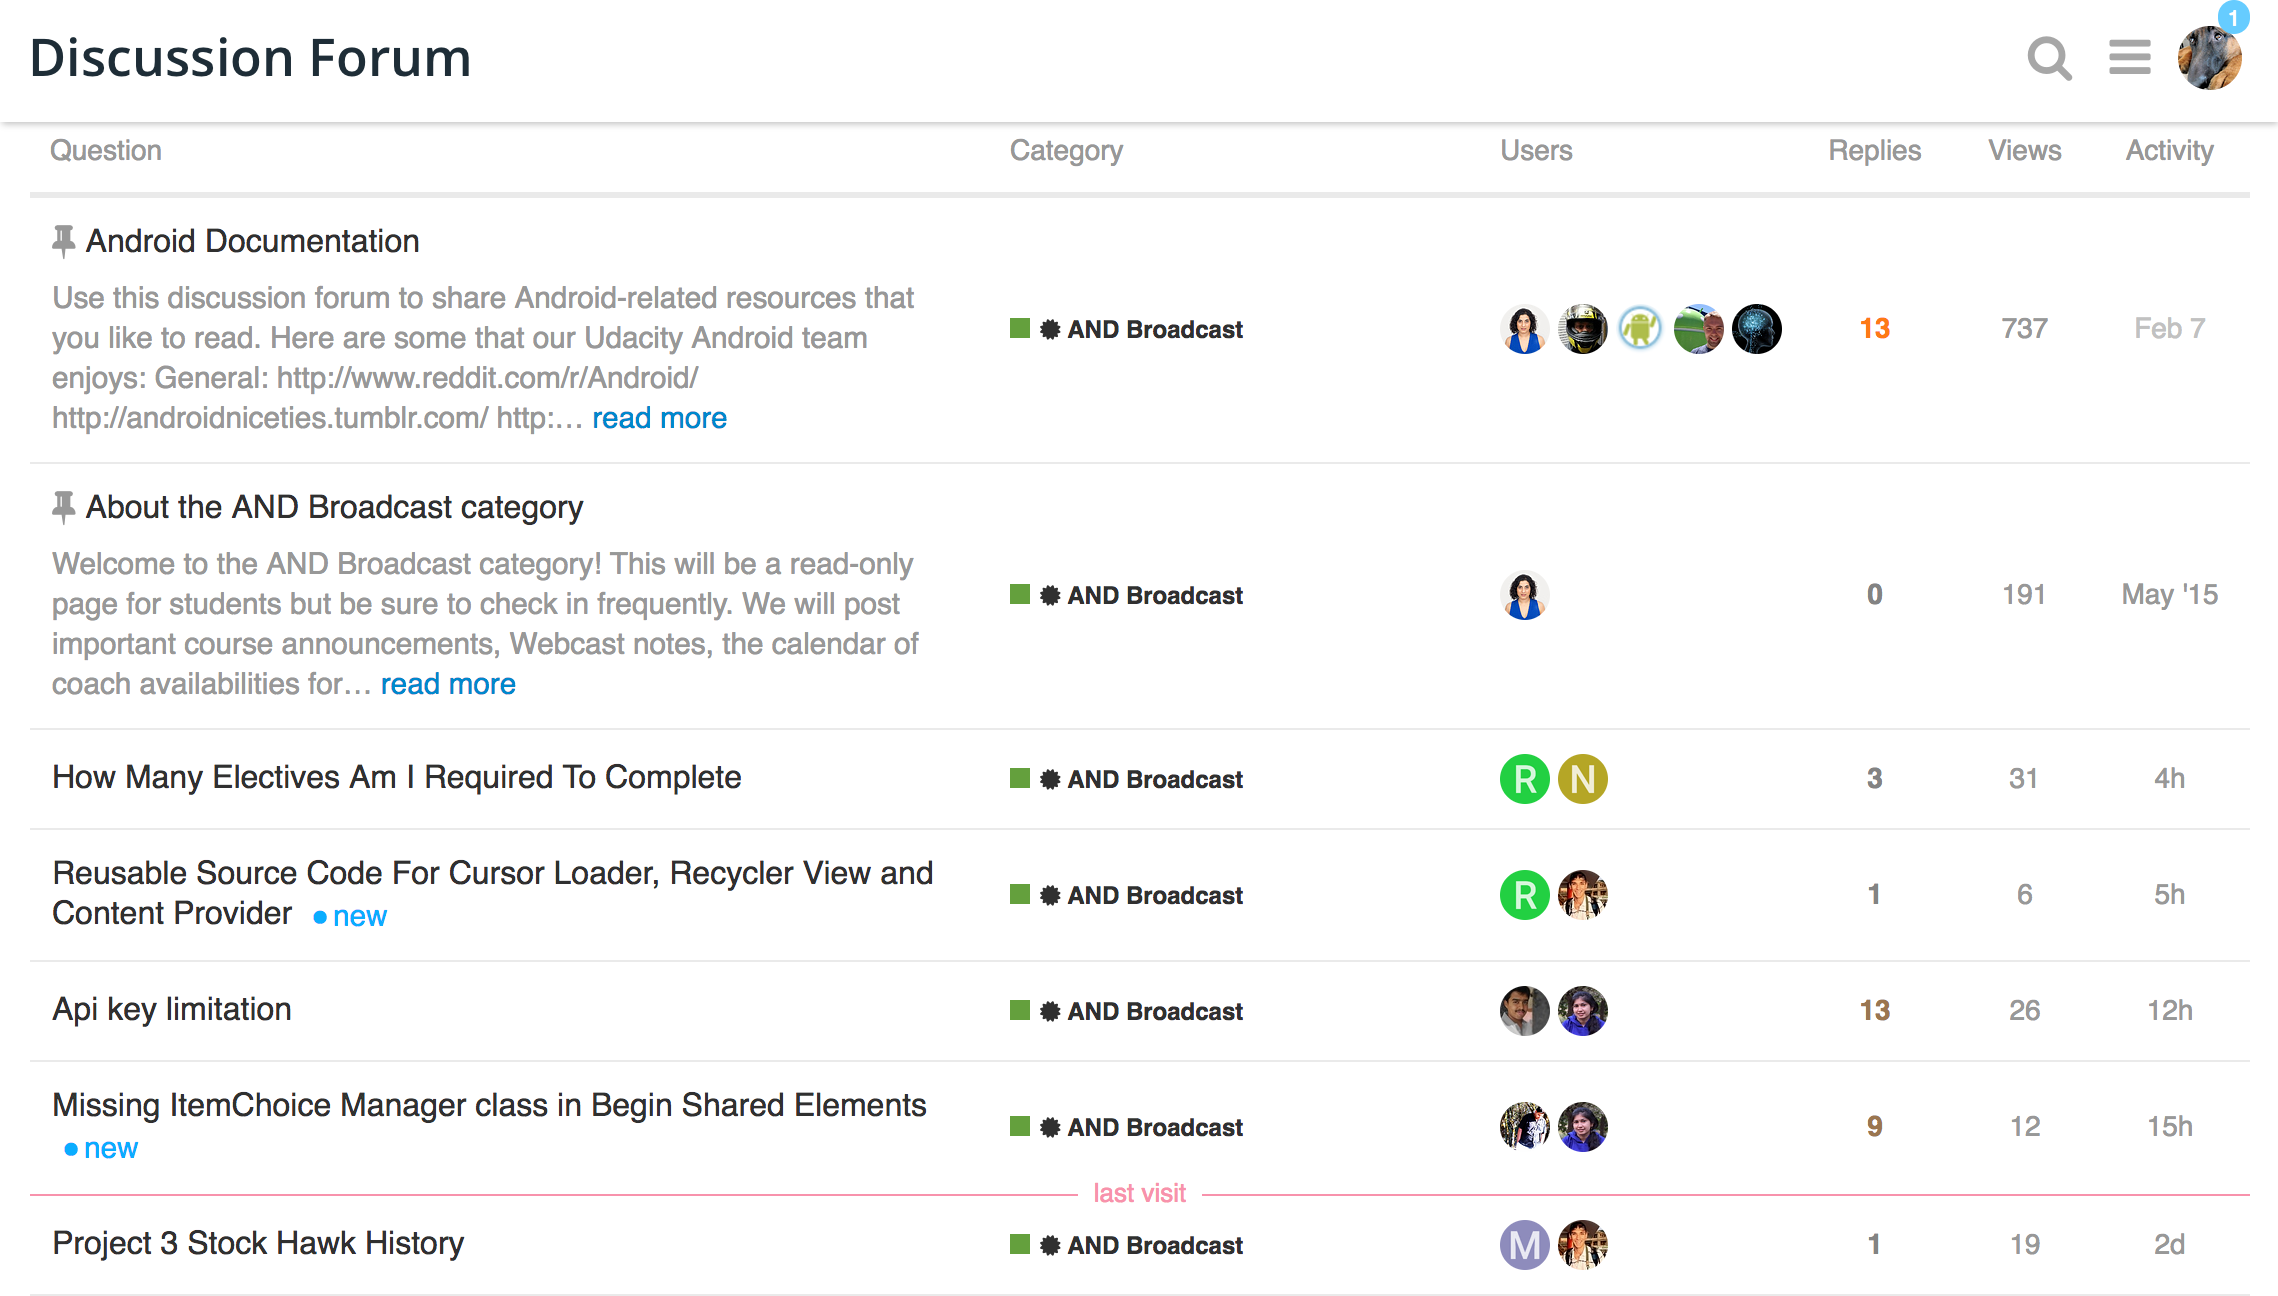 1
Discussion Forum
Question Category Users Replies Views Activity
Android Documentation
Use this discussion forum to share Android-related resources that
you like to read. Here are some that our Udacity Android team
enjoys: General: http://www.reddit.com/r/Android/
http://androidniceties.tumblr.com/ http:... read more
AND Broadcast 13 737 Feb 7
About the AND Broadcast category
Welcome to the AND Broadcast category! This will be a read-only
page for students but be sure to check in frequently. We will post
important course announcements, Webcast notes, the calendar of
coach availabilities for... read more
AND Broadcast 0 191 May '15
How Many Electives Am I Required To Complete AND Broadcast R N 3 31 4h
Reusable Source Code For Cursor Loader, Recycler View and
Content Provider new
AND Broadcast R 1 6 5h
Api key limitation AND Broadcast 13 26 12h
Missing ItemChoice Manager class in Begin Shared Elements
new
AND Broadcast 9 12 15h
last visit
Project 3 Stock Hawk History AND Broadcast M 1 19 2d